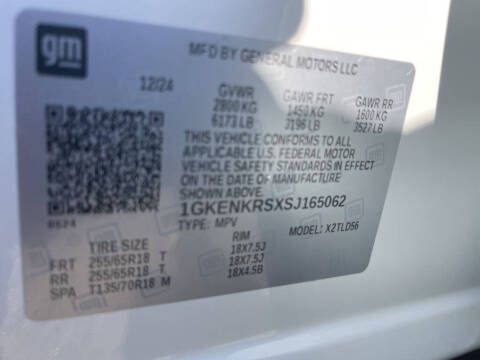 gm
MFD BY GENERAL MOTORS LLC
12/24 GVWR GAWR FRT GAWR RR
2800 KG 1450 KG 1600 KG
6173 LB 3196 LB 3527 LB
THIS VEHICLE CONFORMS TO ALL
APPLICABLE U.S. FEDERAL MOTOR
VEHICLE SAFETY STANDARDS IN EFFECT
ON THE DATE OF MANUFACTURE SHOWN ABOVE.
1GKENKRSXSJ165062
0624 TYPE: MPV MODEL: X2TLD56
TIRE SIZE RIM
FRT 255/65R18 T 18X7.5J
RR 255/65R18 T 18X7.5J
SPA T135/70R18 M 18X4.5B